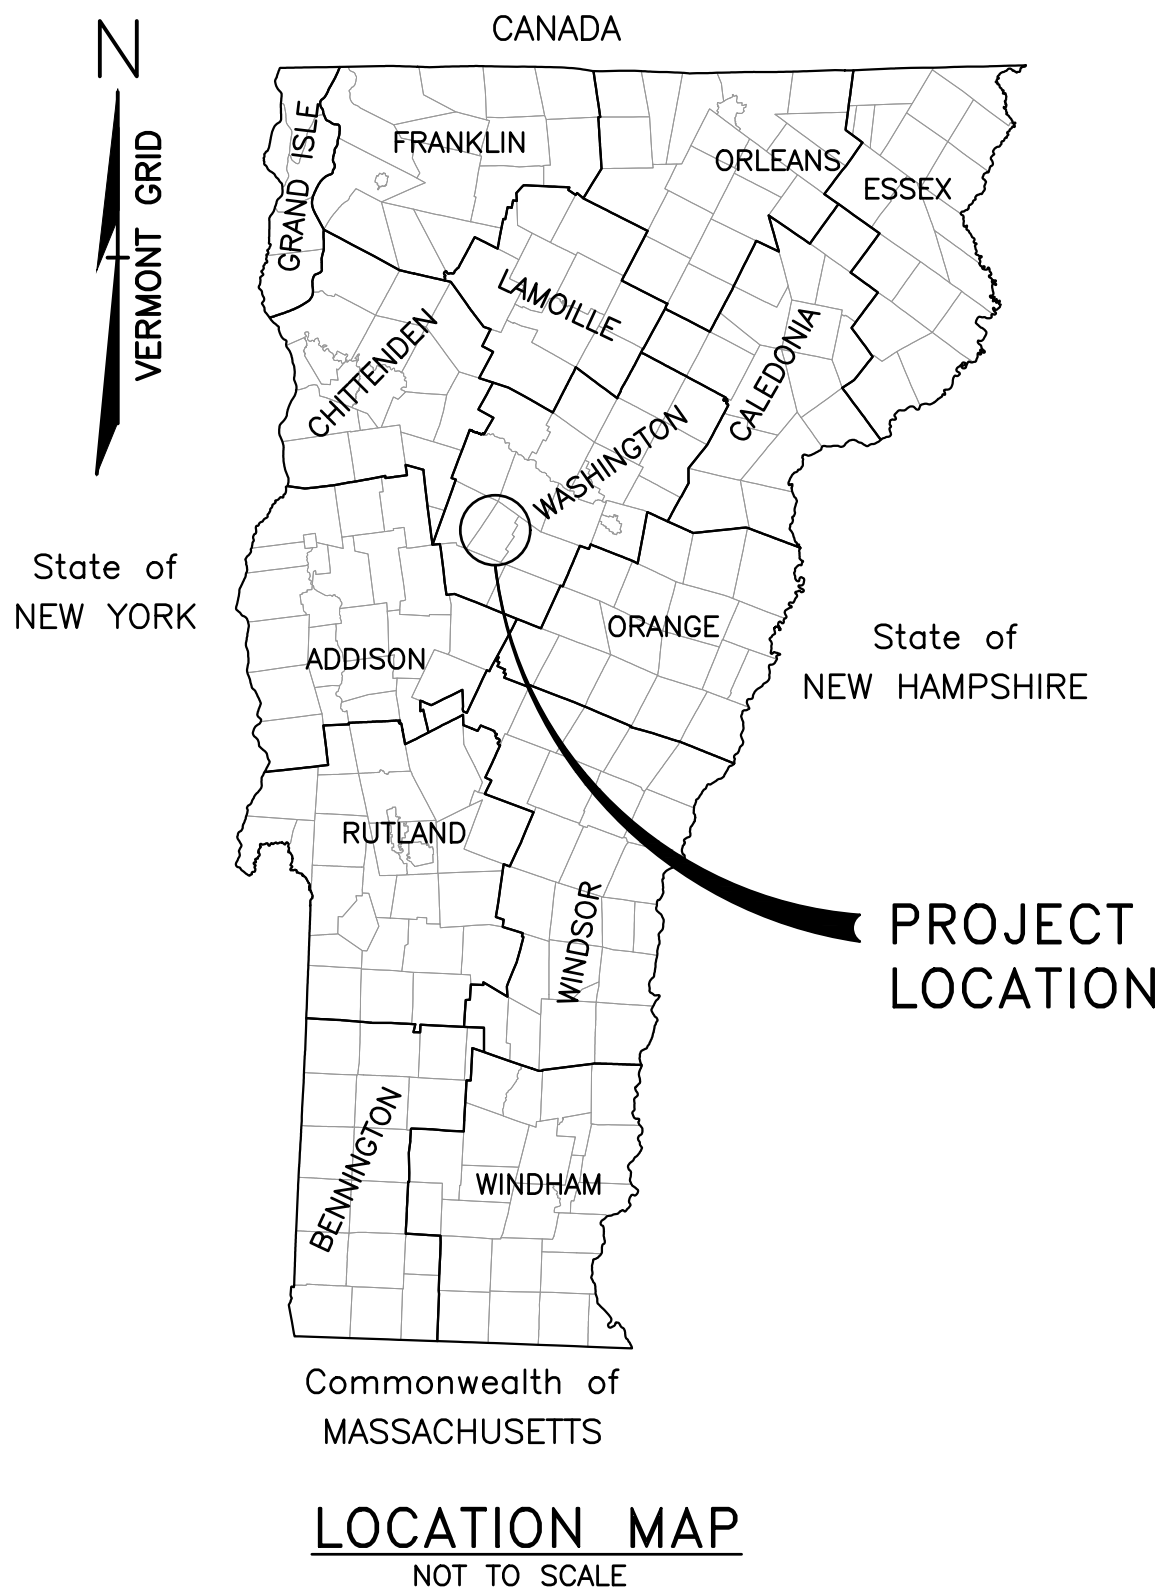 CANADA
N
VERMONT GRID
GRAND ISLE
FRANKLIN
ORLEANS
ESSEX
LAMOILLE
CHITTENDEN
CALEDONIA
WASHINGTON
State of
NEW YORK
ADDISON
ORANGE
State of
NEW HAMPSHIRE
RUTLAND
WINDSOR
PROJECT
LOCATION
BENNINGTON
WINDHAM
Commonwealth of
MASSACHUSETTS
LOCATION MAP
NOT TO SCALE